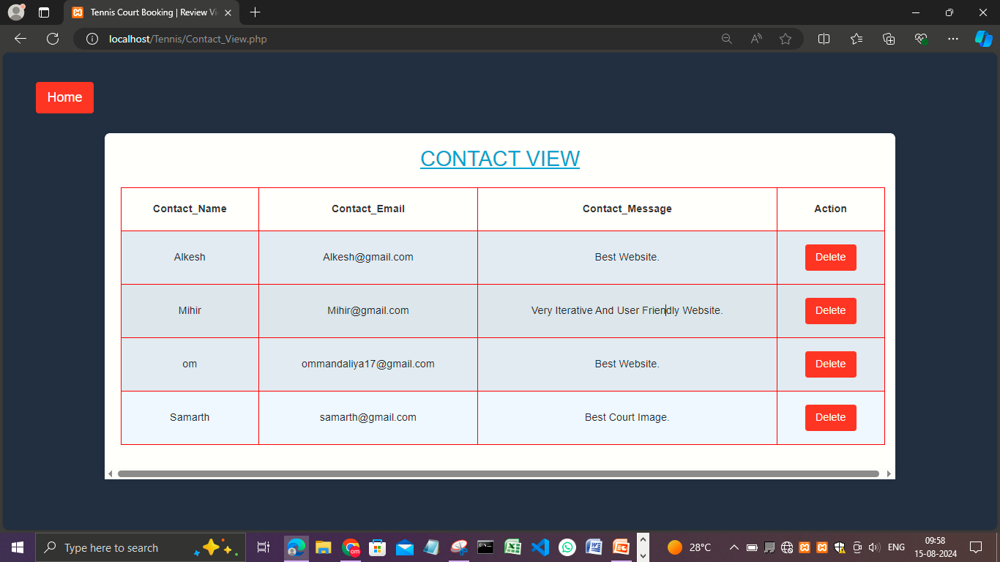 Tennis Court Booking | Review Vi
localhost/Tennis/Contact_View.php
Home
CONTACT VIEW
Contact_Name Contact_Email Contact_Message Action
Alkesh Alkesh@gmail.com Best Website. Delete
Mihir Mihir@gmail.com Very Iterative And User Friendly Website. Delete
om ommandaliya17@gmail.com Best Website. Delete
Samarth samarth@gmail.com Best Court Image. Delete
Type here to search om 28°C ENG 09:58
15-08-2024